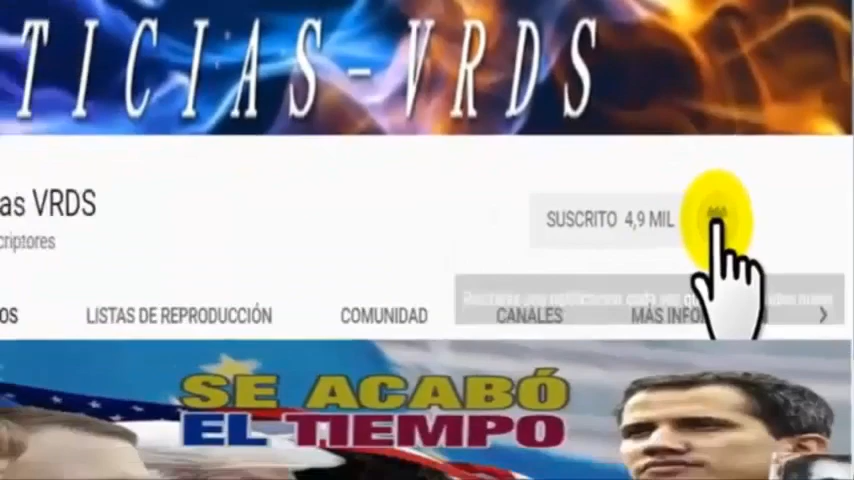 TICIAS-VRDS
as VRDS
SUSCRITO 4,9 MIL
criptores
OS LISTAS DE REPRODUCCIÓN COMUNIDAD CANALES MÁS INFO
SE ACABÓ
EL TIEMPO